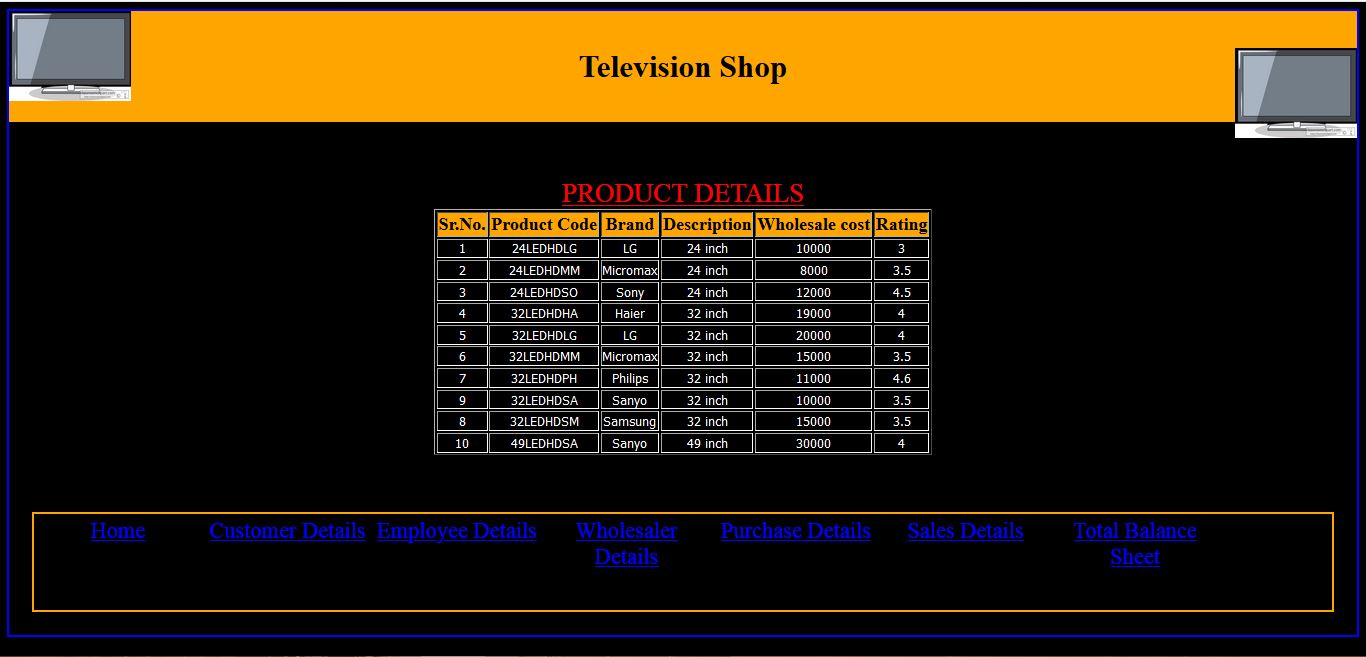 Television Shop
PRODUCT DETAILS
Sr.No. Product Code Brand Description Wholesale cost Rating
1 24LEDHDLG LG 24 inch 10000 3
2 24LEDHDMM Micromax 24 inch 8000 3.5
3 24LEDHDSO Sony 24 inch 12000 4.5
4 32LEDHDHA Haier 32 inch 19000 4
5 32LEDHDLG LG 32 inch 20000 4
6 32LEDHDMM Micromax 32 inch 15000 3.5
7 32LEDHDPH Philips 32 inch 11000 4.6
9 32LEDHDSA Sanyo 32 inch 10000 3.5
8 32LEDHDSM Samsung 32 inch 15000 3.5
10 49LEDHDSA Sanyo 49 inch 30000 4
Home Customer Details Employee Details Wholesaler Purchase Details Sales Details Total Balance
Details Sheet